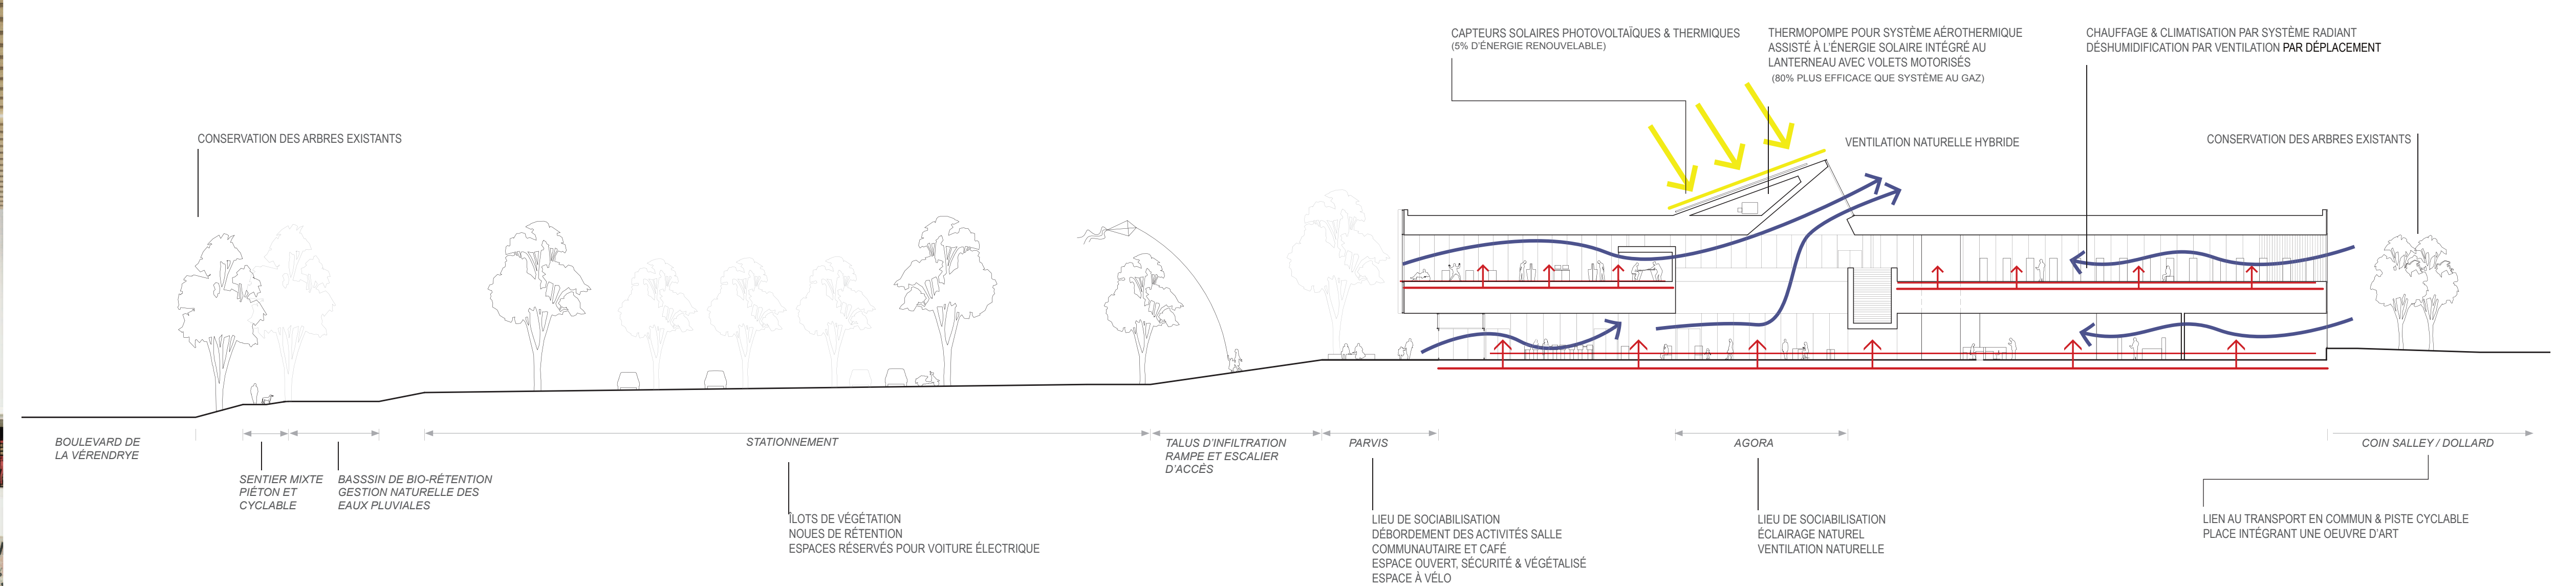 CAPTEURS SOLAIRES PHOTOVOLTAÏQUES & THERMIQUES
(5% D'ÉNERGIE RENOUVELABLE)
THERMOPOMPE POUR SYSTÈME AÉROTHERMIQUE
ASSISTÉ À L'ÉNERGIE SOLAIRE INTÉGRÉ AU
LANTERNEAU AVEC VOLETS MOTORISÉS
(80% PLUS EFFICACE QUE SYSTÈME AU GAZ)
CHAUFFAGE & CLIMATISATION PAR SYSTÈME RADIANT
DÉSHUMIDIFICATION PAR VENTILATION PAR DÉPLACEMENT
CONSERVATION DES ARBRES EXISTANTS
VENTILATION NATURELLE HYBRIDE
CONSERVATION DES ARBRES EXISTANTS
BOULEVARD DE
LA VÉRENDRYE
SENTIER MIXTE
PIÉTON ET
CYCLABLE
BASSSIN DE BIO-RÉTENTION
GESTION NATURELLE DES
EAUX PLUVIALES
STATIONNEMENT
ÎLOTS DE VÉGÉTATION
NOUES DE RÉTENTION
ESPACES RÉSERVÉS POUR VOITURE ÉLECTRIQUE
TALUS D'INFILTRATION
RAMPE ET ESCALIER
D'ACCÈS
PARVIS
LIEU DE SOCIABILISATION
DÉBORDEMENT DES ACTIVITÉS SALLE
COMMUNAUTAIRE ET CAFÉ
ESPACE OUVERT, SÉCURITÉ & VÉGÉTALISÉ
ESPACE À VÉLO
AGORA
LIEU DE SOCIABILISATION
ÉCLAIRAGE NATUREL
VENTILATION NATURELLE
COIN SALLEY / DOLLARD
LIEN AU TRANSPORT EN COMMUN & PISTE CYCLABLE
PLACE INTÉGRANT UNE OEUVRE D'ART